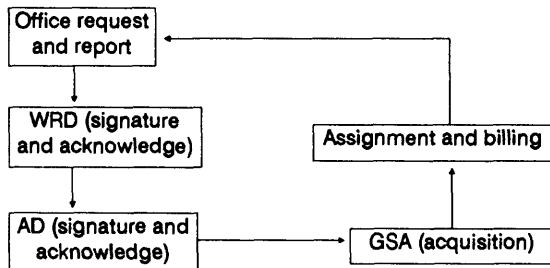 Office request
and report
WRD (signature
and acknowledge)
AD (signature and
acknowledge)
GSA (acquisition)
Assignment and billing